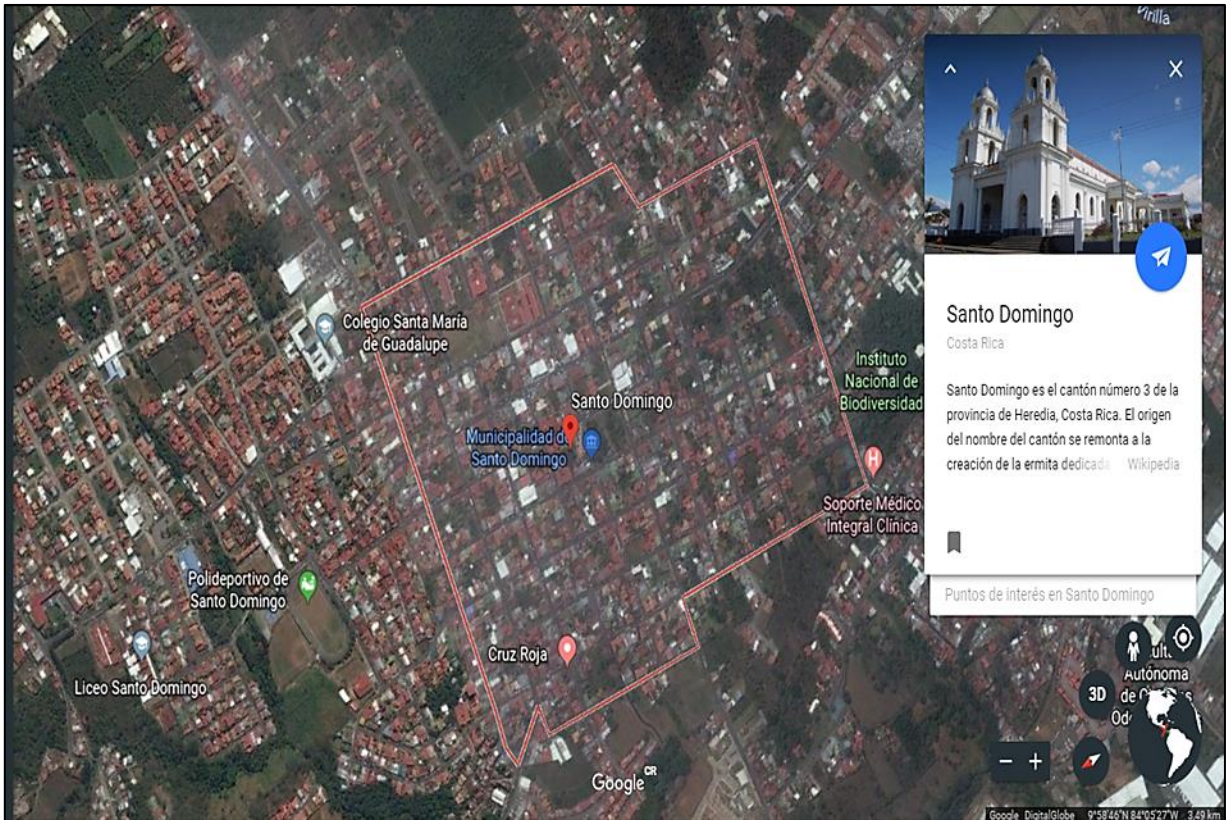 Virilla
Colegio Santa María
de Guadalupe
Santo Domingo
Municipalidad de
Santo Domingo
Instituto
Nacional de
Biodiversidad
Soporte Médico
Integral Clínica
Polideportivo de
Santo Domingo
Cruz Roja
Liceo Santo Domingo
Google CR
Santo Domingo
Costa Rica
Santo Domingo es el cantón número 3 de la
provincia de Heredia, Costa Rica. El origen
del nombre del cantón se remonta a la
creación de la ermita dedicada Wikipedia
Puntos de interés en Santo Domingo
Autónoma
de
3D
Google DigitalGlobe 9°58'46"N 84°05'27"W 3,49 km